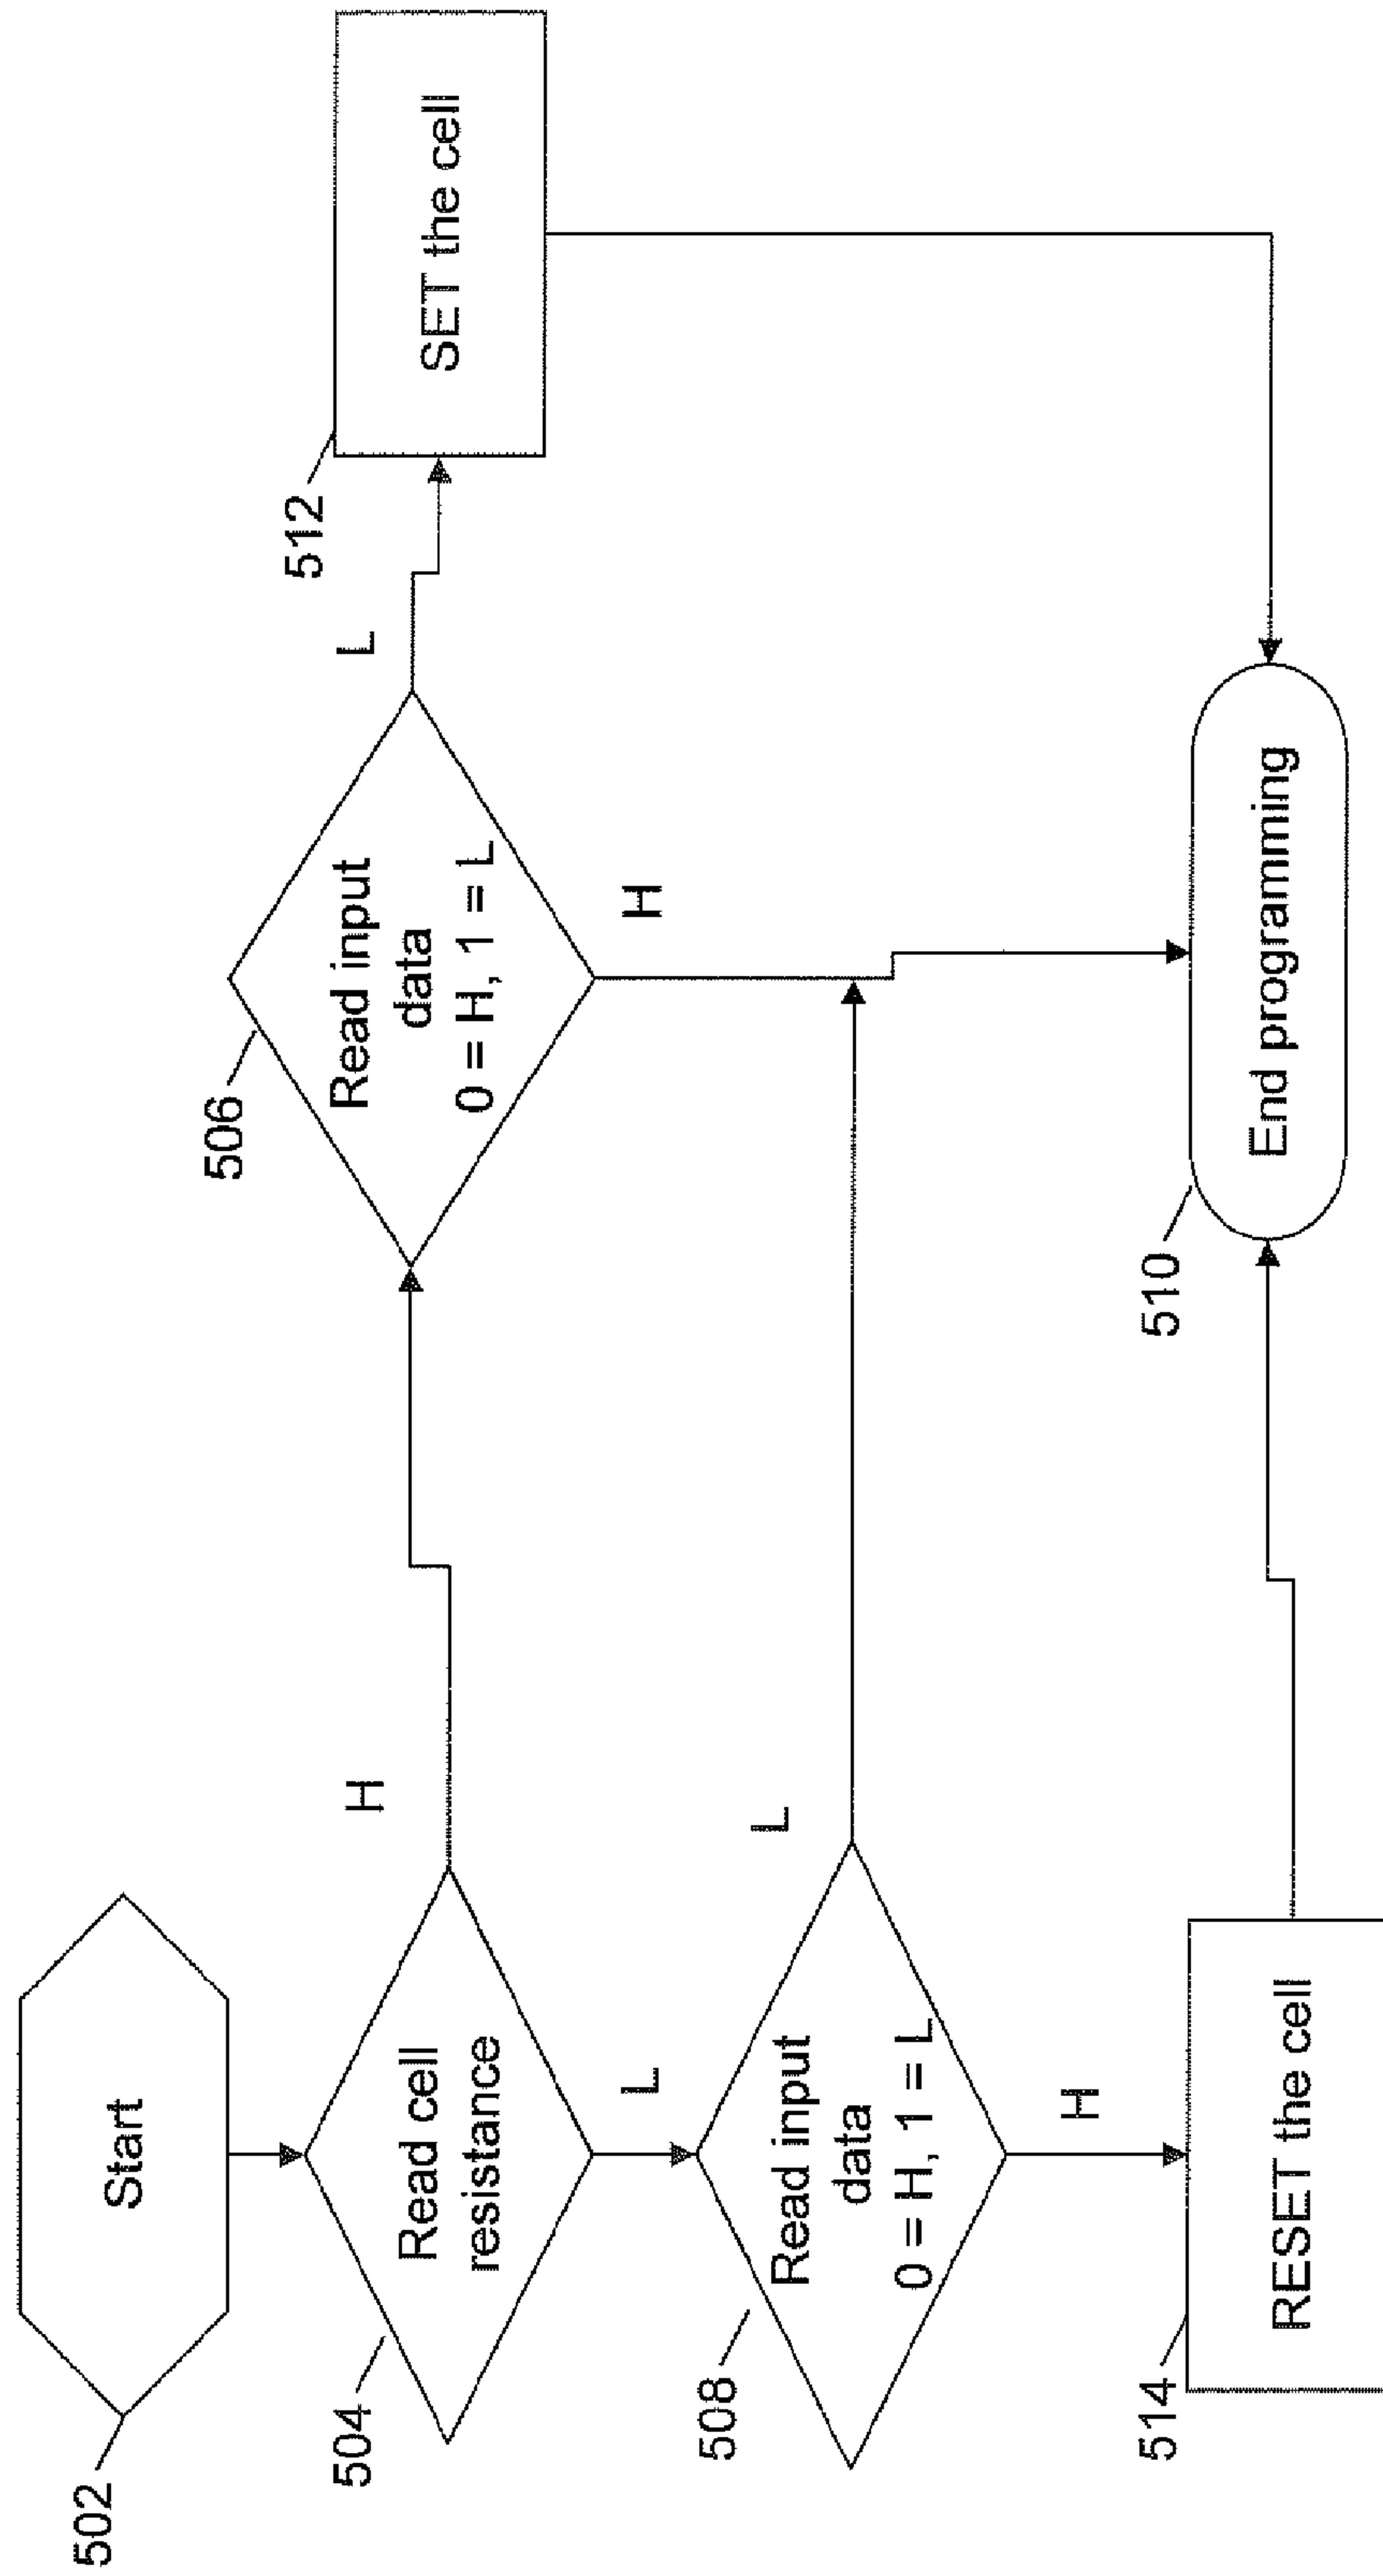 502
Start
504
Read cell
resistance
H
L
506
Read input
data
0 = H, 1 = L
L
H
512
SET the cell
508
Read input
data
0 = H, 1 = L
L
H
510
End programming
514
RESET the cell